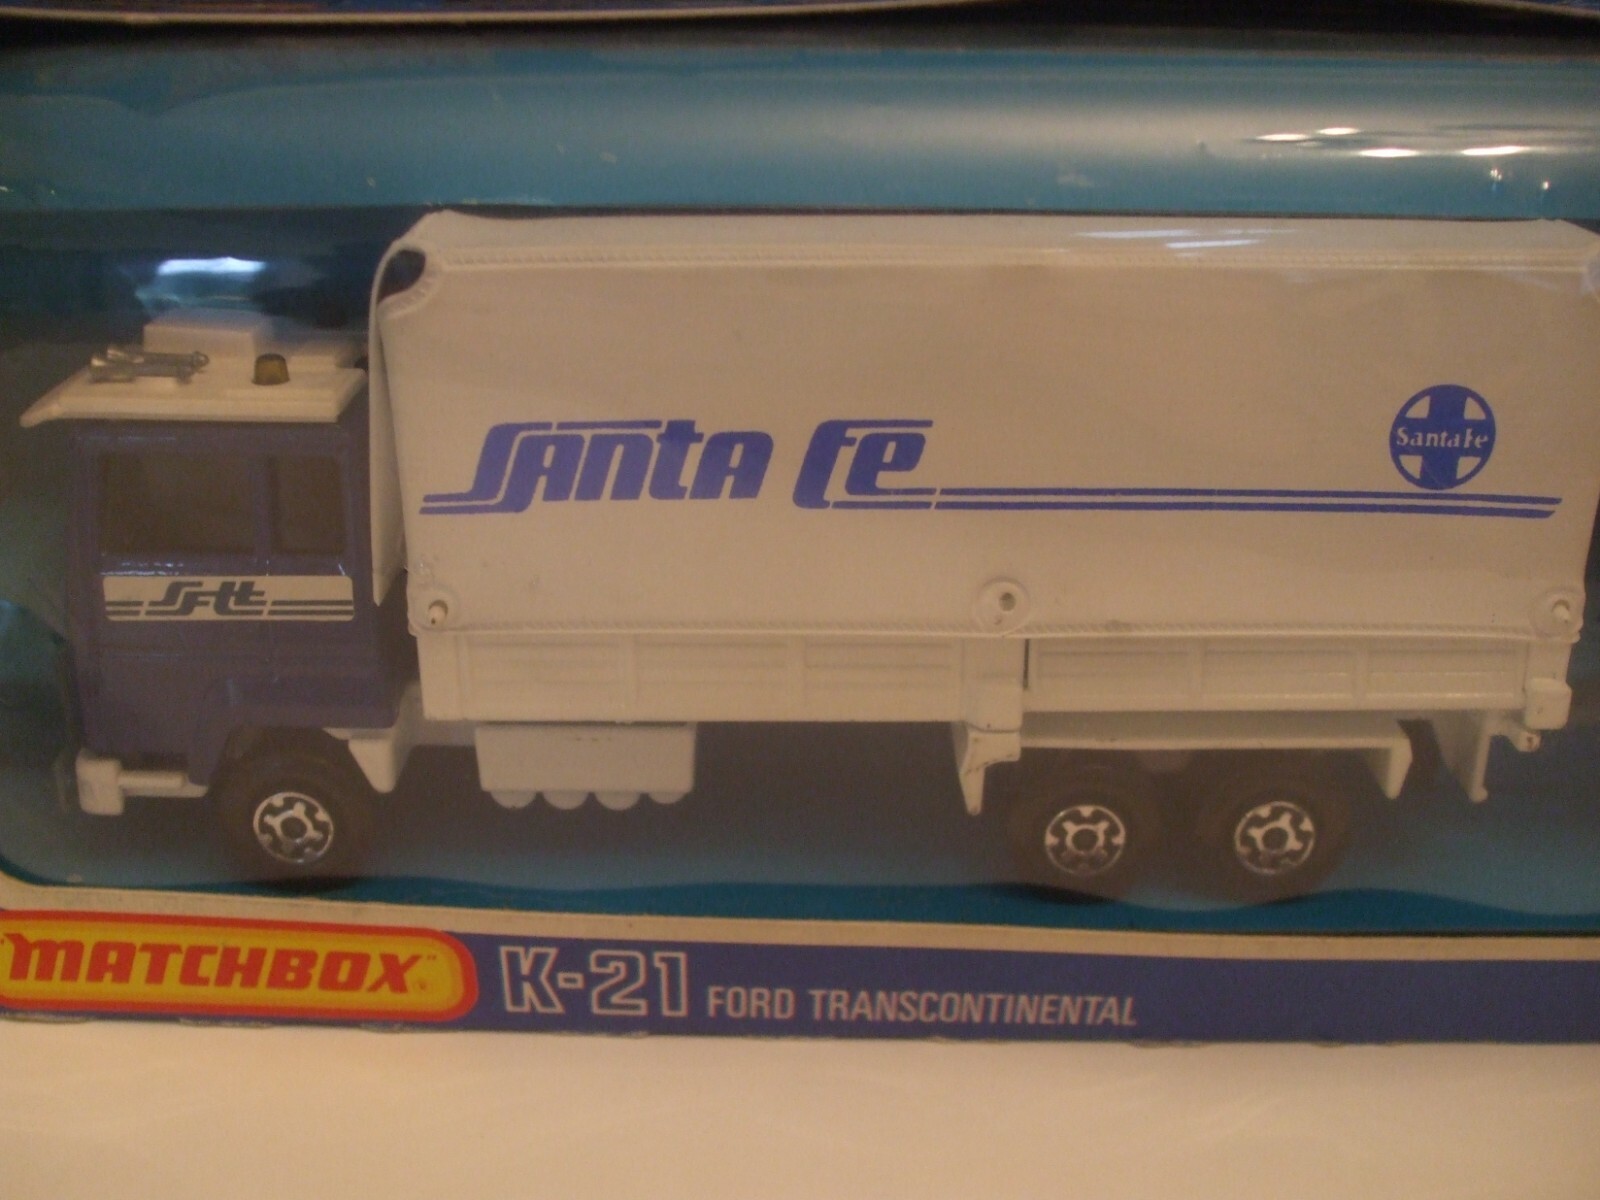 Santa Fe
Santa Fe
SFtt
"MATCHBOX"® K-21 FORD TRANSCONTINENTAL